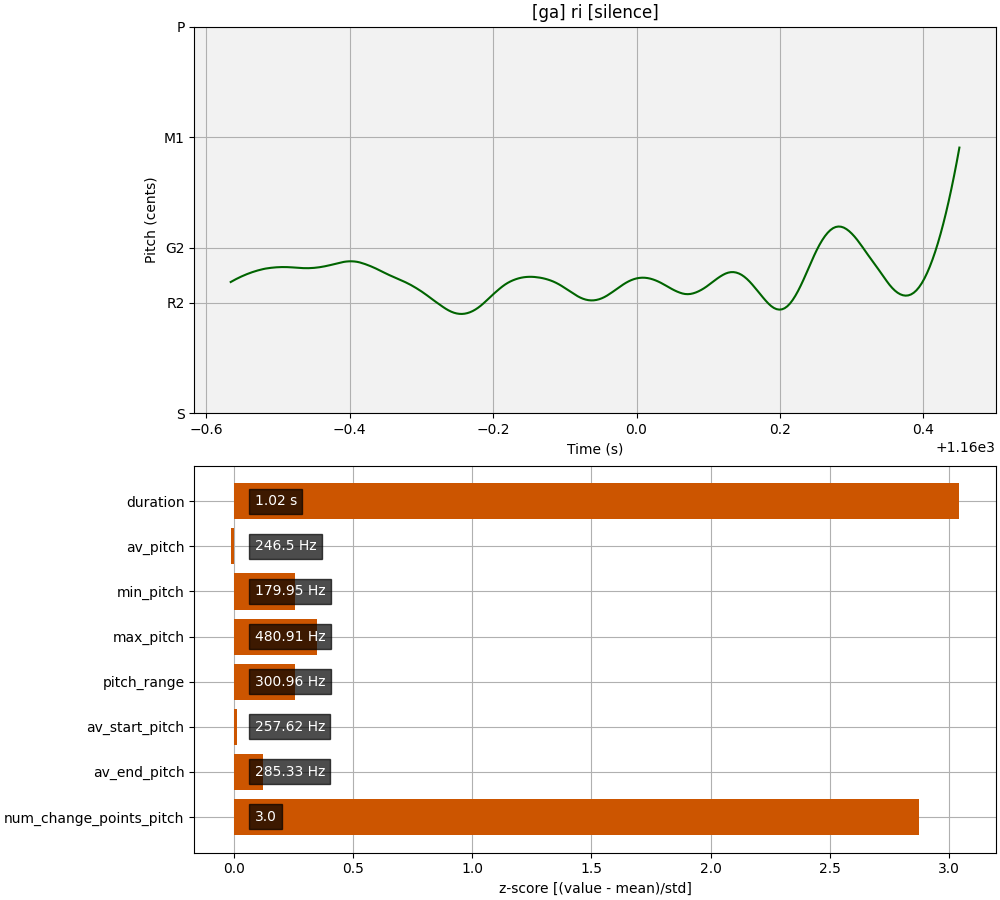 [ga] ri [silence]
P
M1
G2
R2
S
Pitch (cents)
−0.6 −0.4 −0.2 0.0 0.2 0.4
Time (s)
+1.16e3
duration 1.02 s
av_pitch 246.5 Hz
min_pitch 179.95 Hz
max_pitch 480.91 Hz
pitch_range 300.96 Hz
av_start_pitch 257.62 Hz
av_end_pitch 285.33 Hz
num_change_points_pitch 3.0
0.0 0.5 1.0 1.5 2.0 2.5 3.0
z-score [(value - mean)/std]